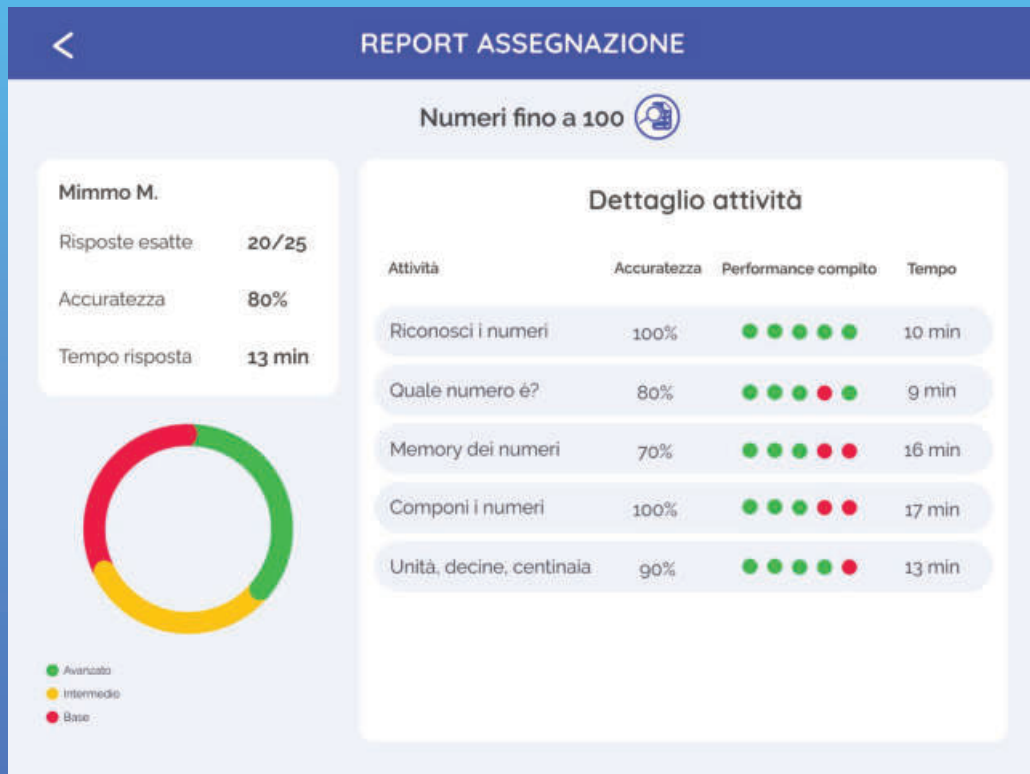 REPORT ASSEGNAZIONE
Numeri fino a 100
Mimmo M.
Risposte esatte 20/25
Accuratezza 80%
Tempo risposta 13 min
Avanzato
Intermedio
Base
Dettaglio attività
Attività Accuratezza Performance compito Tempo
Riconosci i numeri 100% 10 min
Quale numero é? 80% 9 min
Memory dei numeri 70% 16 min
Componi i numeri 100% 17 min
Unità, decine, centinaia 90% 13 min